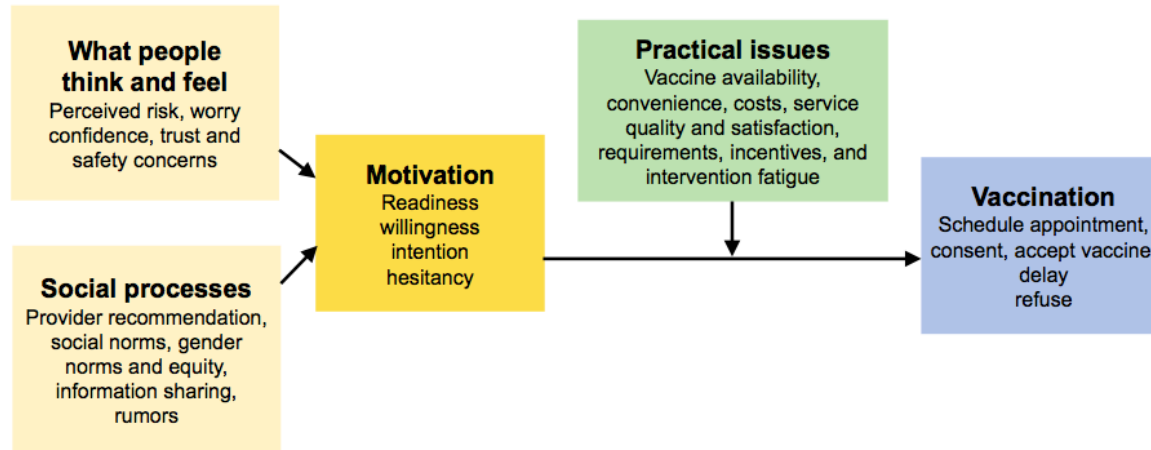 What people
think and feel
Perceived risk, worry
confidence, trust and
safety concerns
Social processes
Provider recommendation,
social norms, gender
norms and equity,
information sharing,
rumors
Motivation
Readiness
willingness
intention
hesitancy
Practical issues
Vaccine availability,
convenience, costs, service
quality and satisfaction,
requirements, incentives, and
intervention fatigue
Vaccination
Schedule appointment,
consent, accept vaccine,
delay
refuse